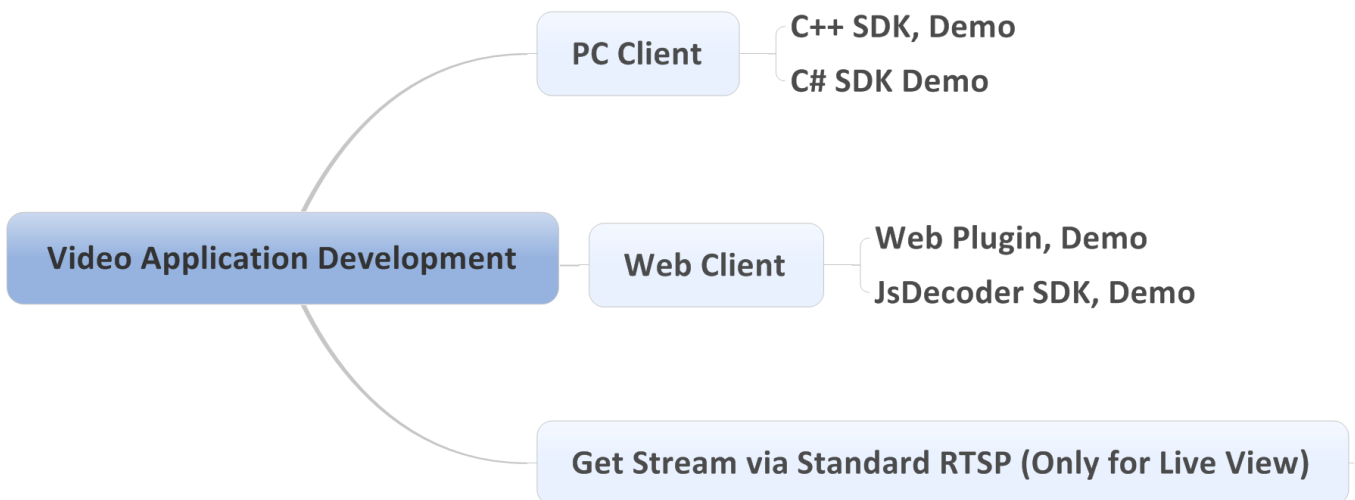 PC Client
C++ SDK, Demo
C# SDK Demo
Video Application Development
Web Client
Web Plugin, Demo
JsDecoder SDK, Demo
Get Stream via Standard RTSP (Only for Live View)